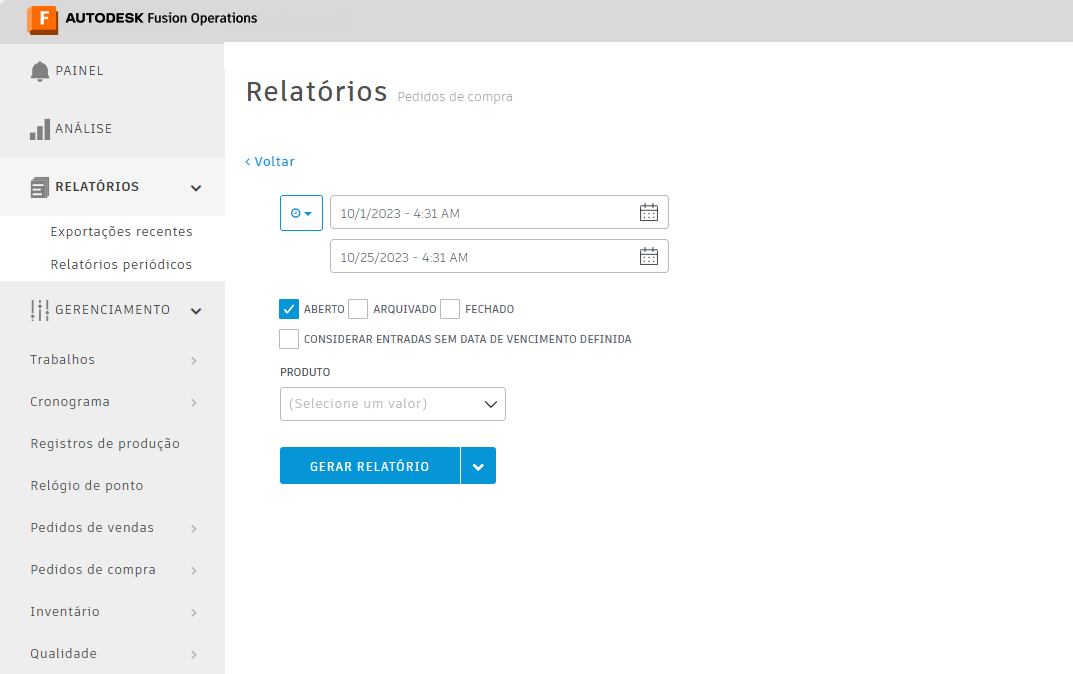 F AUTODESK Fusion Operations
PAINEL
ANÁLISE
RELATÓRIOS
Exportações recentes
Relatórios periódicos
GERENCIAMENTO
Trabalhos
Cronograma
Registros de produção
Relógio de ponto
Pedidos de vendas
Pedidos de compra
Inventário
Qualidade
Relatórios Pedidos de compra
‹ Voltar
10/1/2023 - 4:31 AM
10/25/2023 - 4:31 AM
ABERTO ARQUIVADO FECHADO
CONSIDERAR ENTRADAS SEM DATA DE VENCIMENTO DEFINIDA
PRODUTO
(Selecione um valor)
GERAR RELATÓRIO